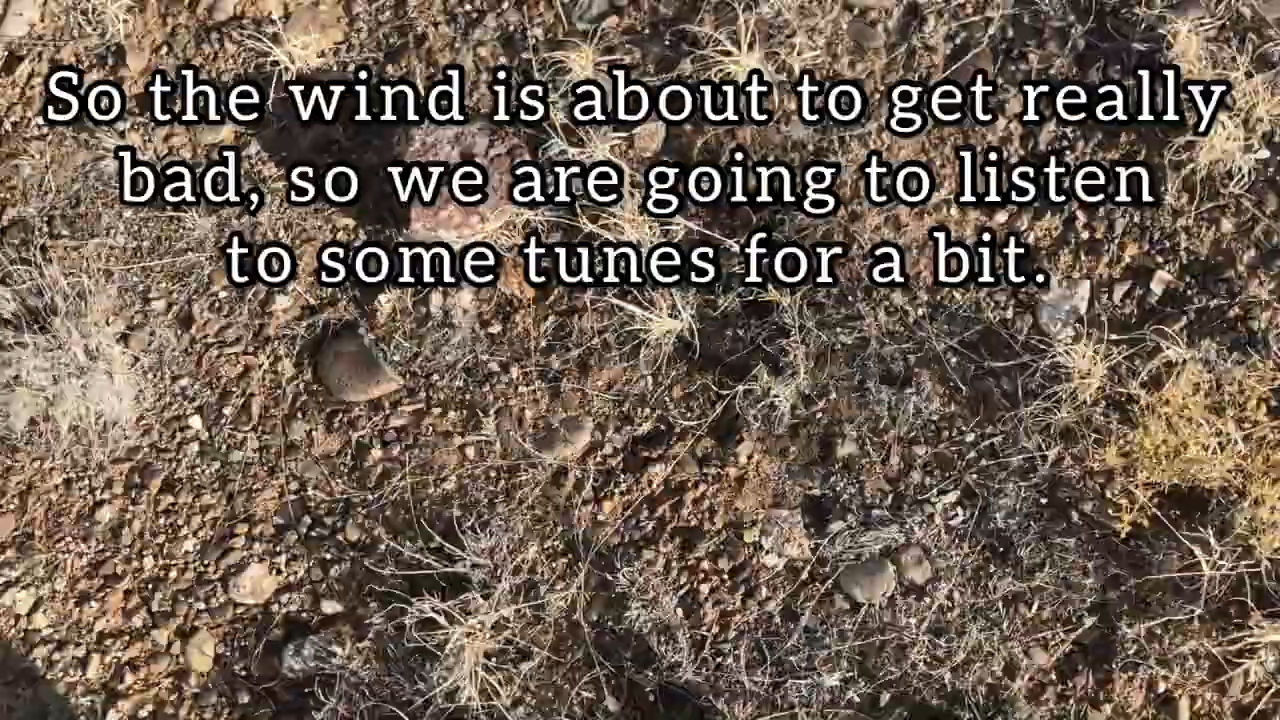 So the wind is about to get really
bad, so we are going to listen
to some tunes for a bit.